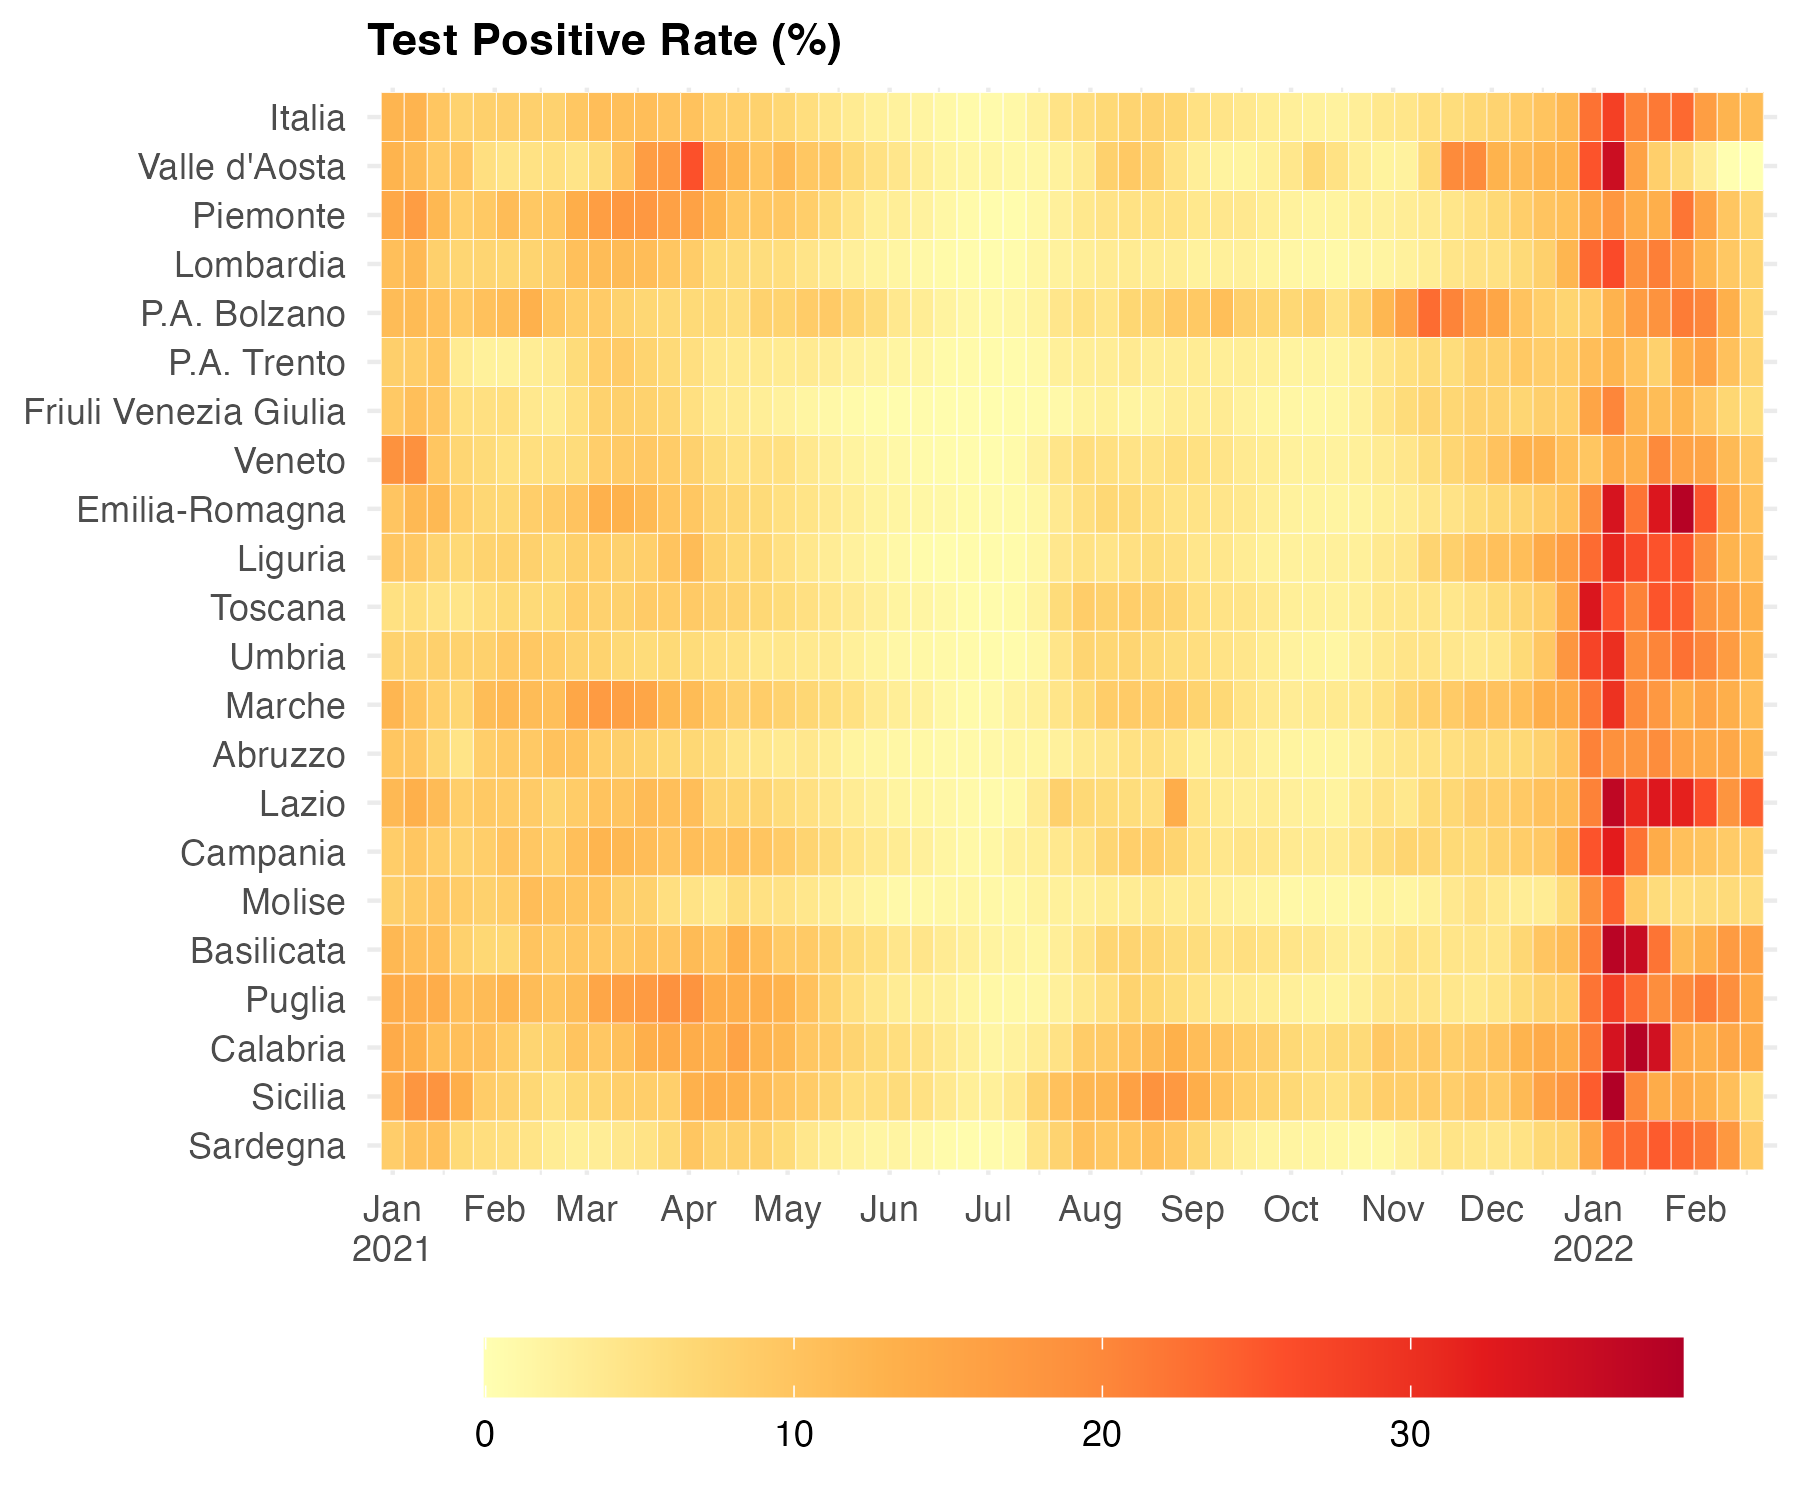 Test Positive Rate (%)
Italia
Valle d'Aosta
Piemonte
Lombardia
P.A. Bolzano
P.A. Trento
Friuli Venezia Giulia
Veneto
Emilia-Romagna
Liguria
Toscana
Umbria
Marche
Abruzzo
Lazio
Campania
Molise
Basilicata
Puglia
Calabria
Sicilia
Sardegna
Jan Feb Mar Apr May Jun Jul Aug Sep Oct Nov Dec Jan Feb
2021 2022
0 10 20 30